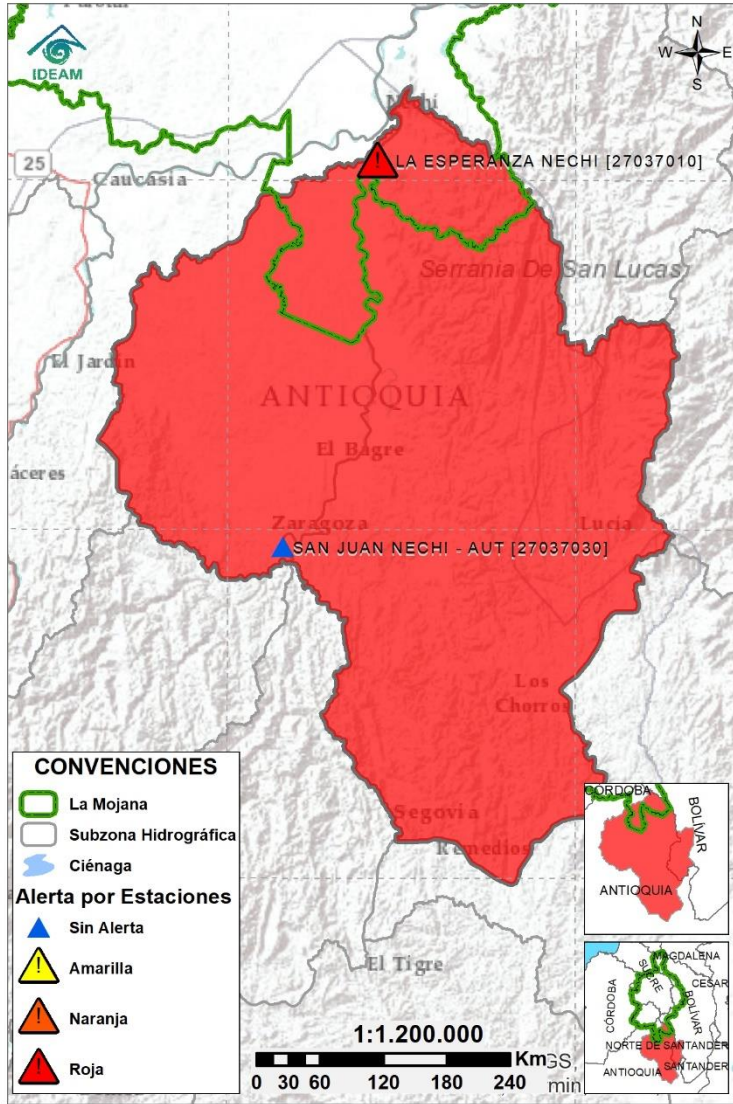 IDEAM
N
W
E
S
Nechí
25
Caucasia
LA ESPERANZA NECHI [27037010]
Serranía De San Lucas
El Jardín
ANTIOQUIA
El Bagre
áceres
Zaragoza
Lucía
SAN JUAN NECHI - AUT [27037030]
Los
Chorros
Segovia
Remedios
El Tigre
CONVENCIONES
La Mojana
Subzona Hidrográfica
Ciénaga
Alerta por Estaciones
Sin Alerta
Amarilla
Naranja
Roja
1:1.200.000
Km
GS,
min
0 30 60 120 180 240
CÓRDOBA
BOLÍVAR
ANTIOQUIA
MAGDALENA
SUCRE
CESAR
CÓRDOBA
BOLÍVAR
NORTE DE SANTANDER
ANTIOQUIA
SANTANDER